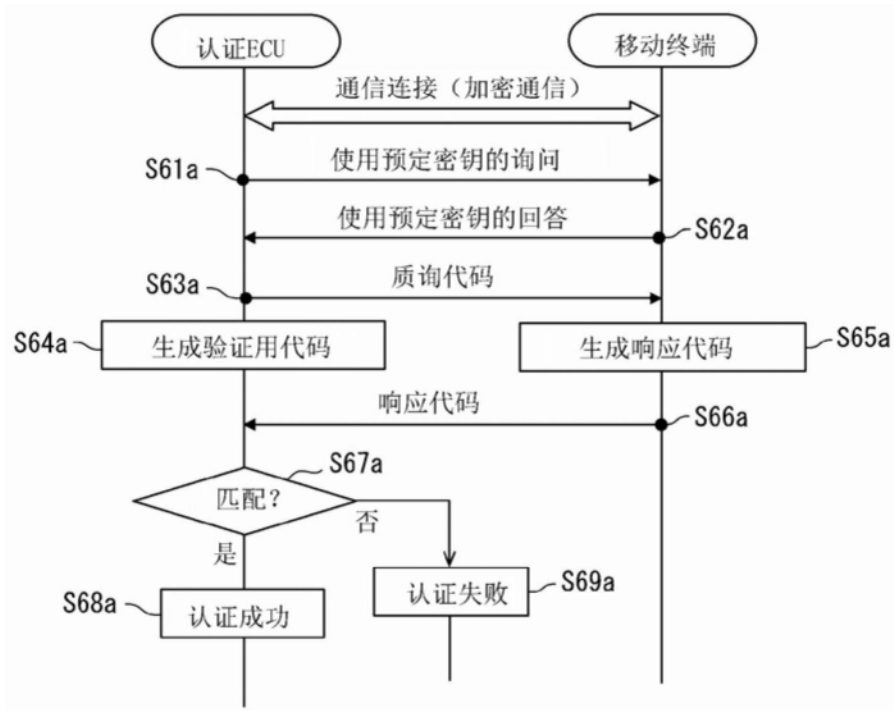 认证ECU
移动终端
通信连接（加密通信）
S61a
使用预定密钥的询问
使用预定密钥的回答
S62a
S63a
质询代码
S64a
生成验证用代码
生成响应代码
S65a
响应代码
S66a
S67a
匹配?
否
是
S68a
认证成功
认证失败
S69a